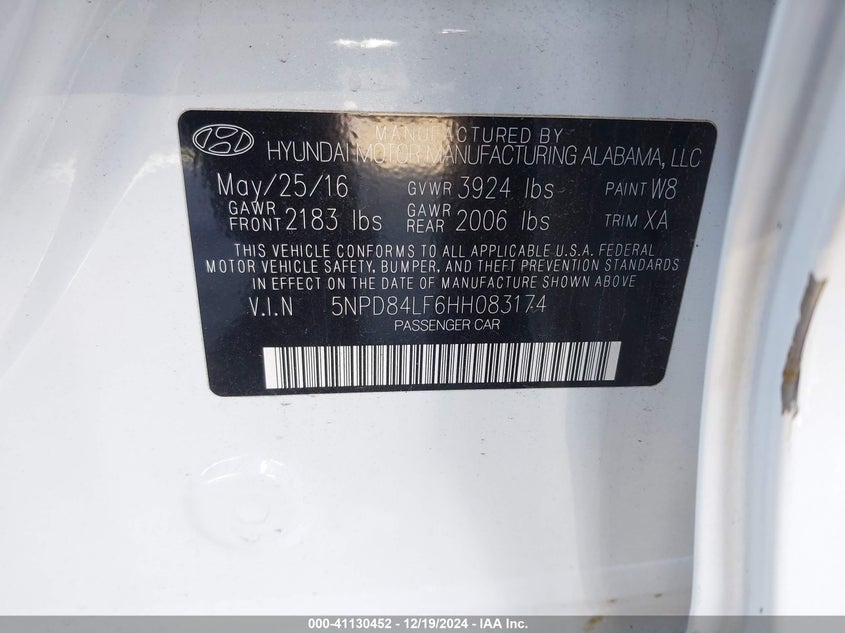 MANUFACTURED BY
HYUNDAI MOTOR MANUFACTURING ALABAMA, LLC
May/25/16 GVWR 3924 lbs PAINT W8
GAWR FRONT 2183 lbs GAWR REAR 2006 lbs TRIM XA
THIS VEHICLE CONFORMS TO ALL APPLICABLE U.S.A. FEDERAL
MOTOR VEHICLE SAFETY, BUMPER, AND THEFT PREVENTION STANDARDS
IN EFFECT ON THE DATE OF MANUFACTURE SHOWN ABOVE
V.I.N 5NPD84LF6HH083174
PASSENGER CAR
000-41130452 - 12/19/2024 - IAA Inc.